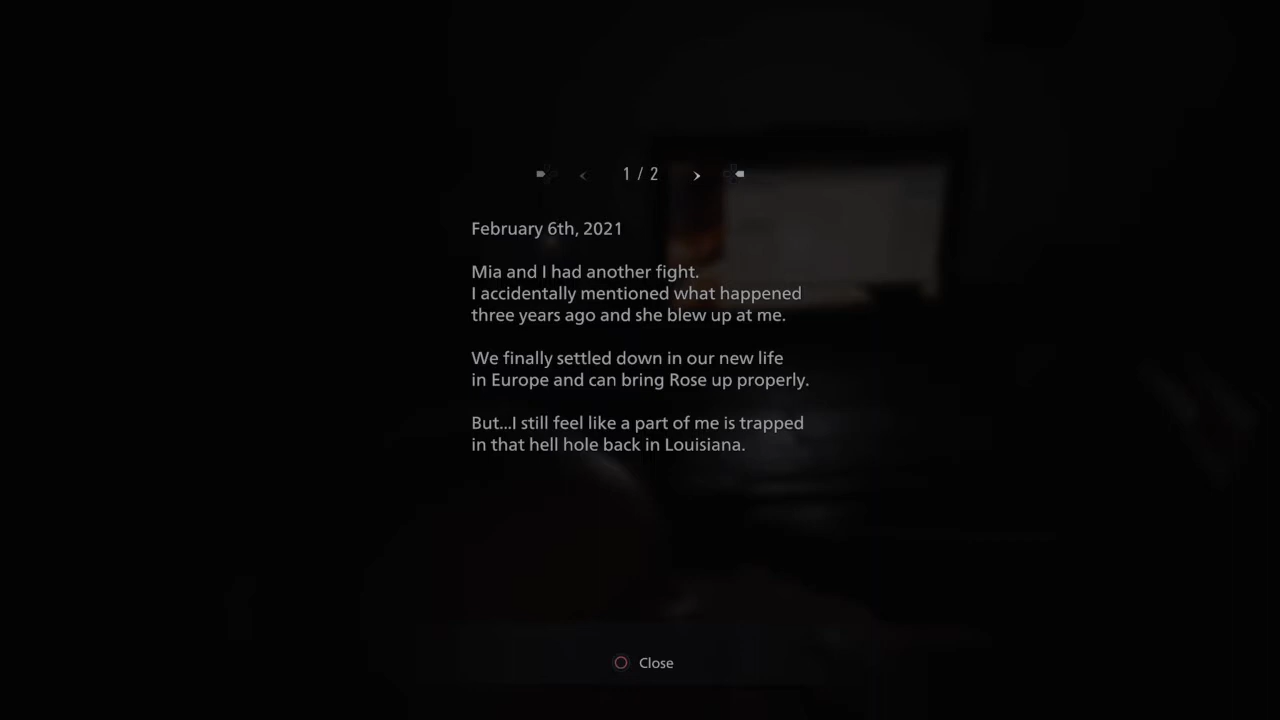 1 / 2
February 6th, 2021
Mia and I had another fight.
I accidentally mentioned what happened
three years ago and she blew up at me.
We finally settled down in our new life
in Europe and can bring Rose up properly.
But...I still feel like a part of me is trapped
in that hell hole back in Louisiana.
Close